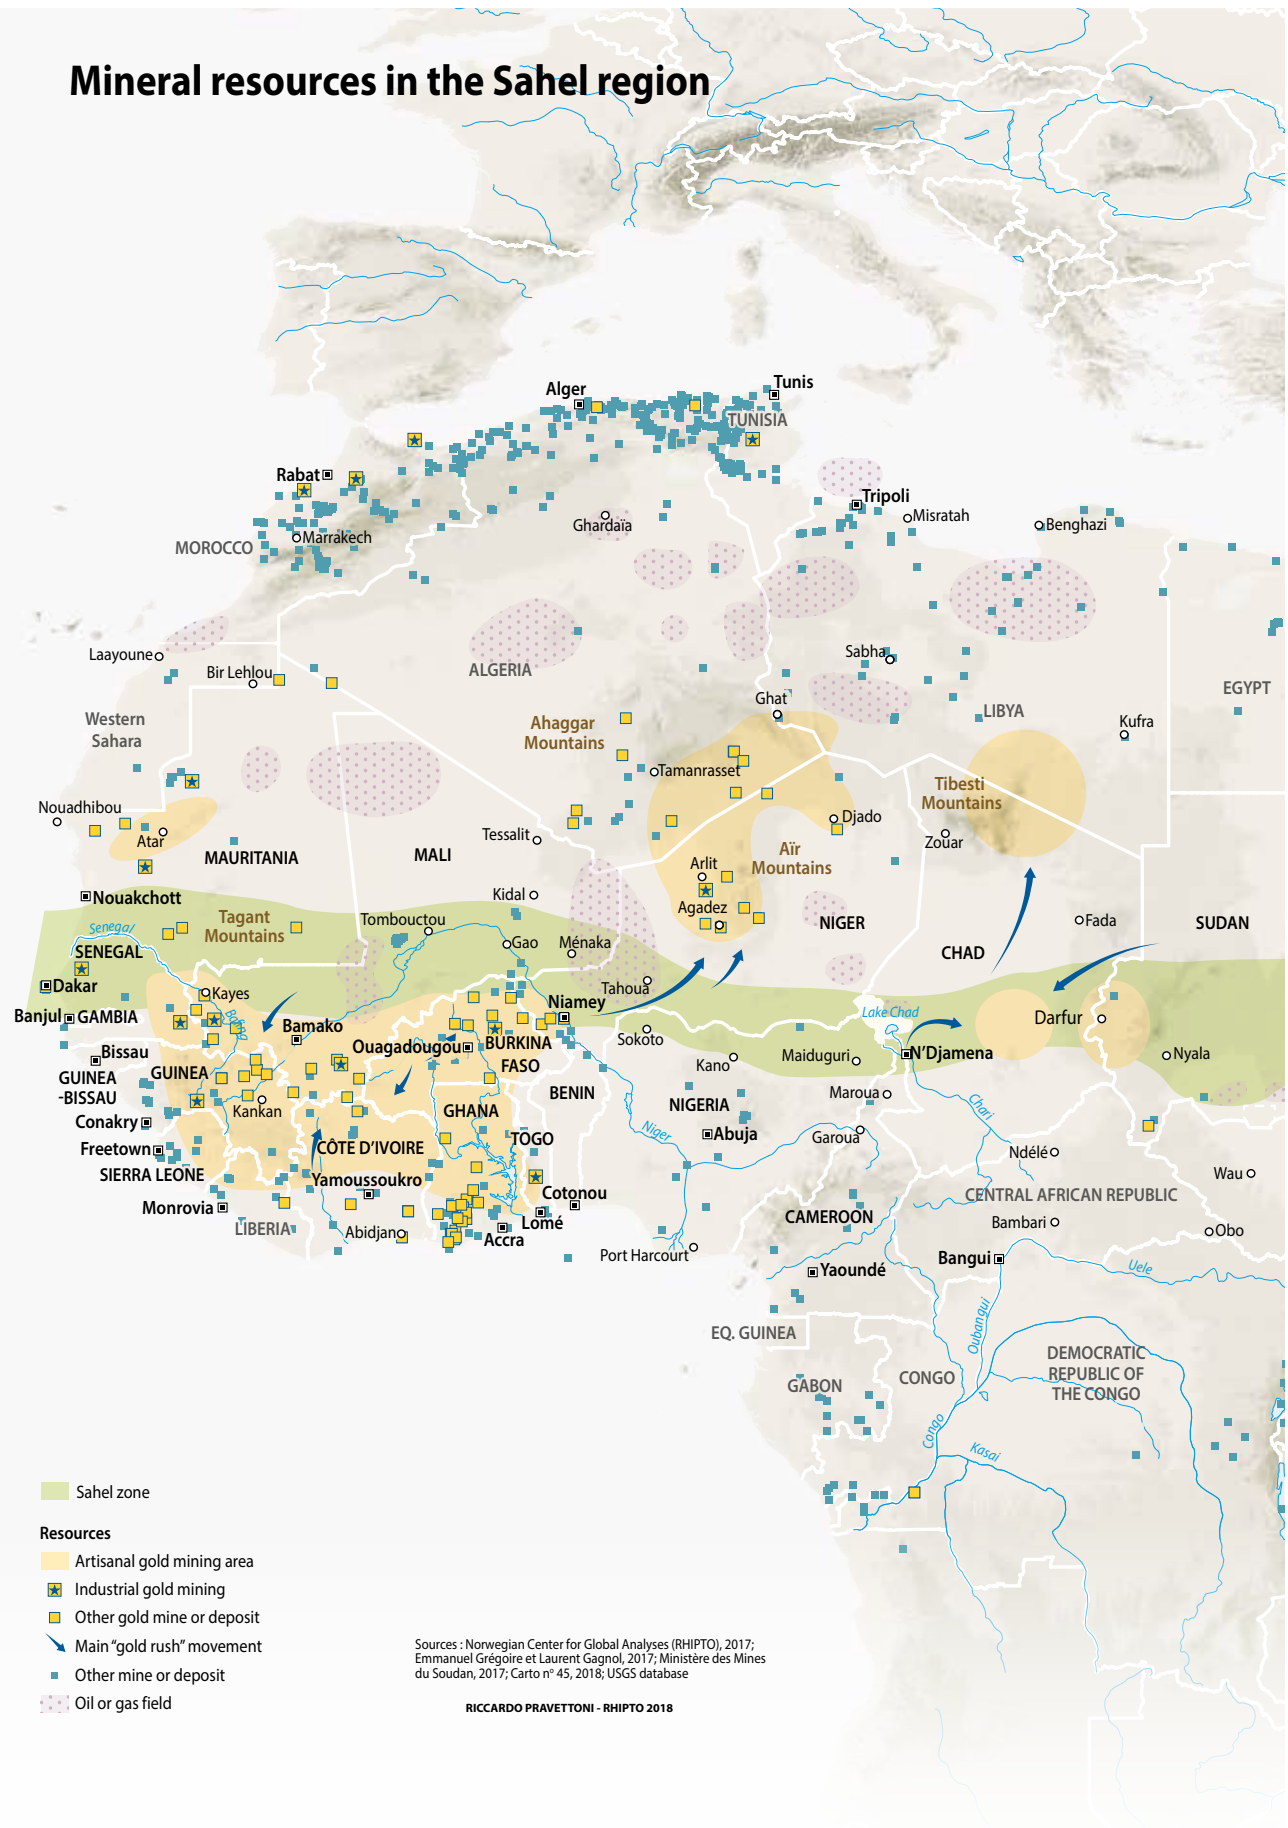 Mineral resources in the Sahel region
Alger
Tunis
TUNISIA
Rabat
Tripoli
Misratah
Benghazi
Ghardaïa
Marrakech
MOROCCO
Laayoune
Bir Lehlou
ALGERIA
Sabha
Ghat
LIBYA
EGYPT
Kufra
Western
Sahara
Ahaggar
Mountains
Tamanrasset
Tibesti
Mountains
Nouadhibou
Atar
Djado
Zouar
Tessalit
MAURITANIA
MALI
Aïr
Mountains
Arlit
Nouakchott
Kidal
Agadez
Tagant
Mountains
Tombouctou
NIGER
Fada
SUDAN
Senegal
SENEGAL
Gao
Ménaka
CHAD
Dakar
Kayes
Tahoua
Niamey
Lake Chad
Banjul
GAMBIA
Bafing
Bamako
Darfur
Sokoto
Ouagadougou
BURKINA
FASO
Bissau
Kano
Maiduguri
N’Djamena
Nyala
GUINEA
-BISSAU
GUINEA
BENIN
Maroua
Kankan
GHANA
NIGERIA
Chari
Conakry
Niger
Abuja
Garoua
Freetown
CÔTE D’IVOIRE
TOGO
Ndélé
SIERRA LEONE
Yamoussoukro
Wau
Monrovia
Cotonou
CENTRAL AFRICAN REPUBLIC
LIBERIA
Abidjan
Lomé
Accra
CAMEROON
Bambari
Obo
Port Harcourt
Bangui
Yaoundé
Uele
Oubangui
EQ. GUINEA
DEMOCRATIC
REPUBLIC OF
THE CONGO
GABON
CONGO
Congo
Kasai
Sahel zone
Resources
Artisanal gold mining area
Industrial gold mining
Other gold mine or deposit
Main “gold rush” movement
Other mine or deposit
Oil or gas field
Sources : Norwegian Center for Global Analyses (RHIPTO), 2017;
Emmanuel Grégoire et Laurent Gagnol, 2017; Ministère des Mines
du Soudan, 2017; Carto nº 45, 2018; USGS database
RICCARDO PRAVETTONI - RHIPTO 2018